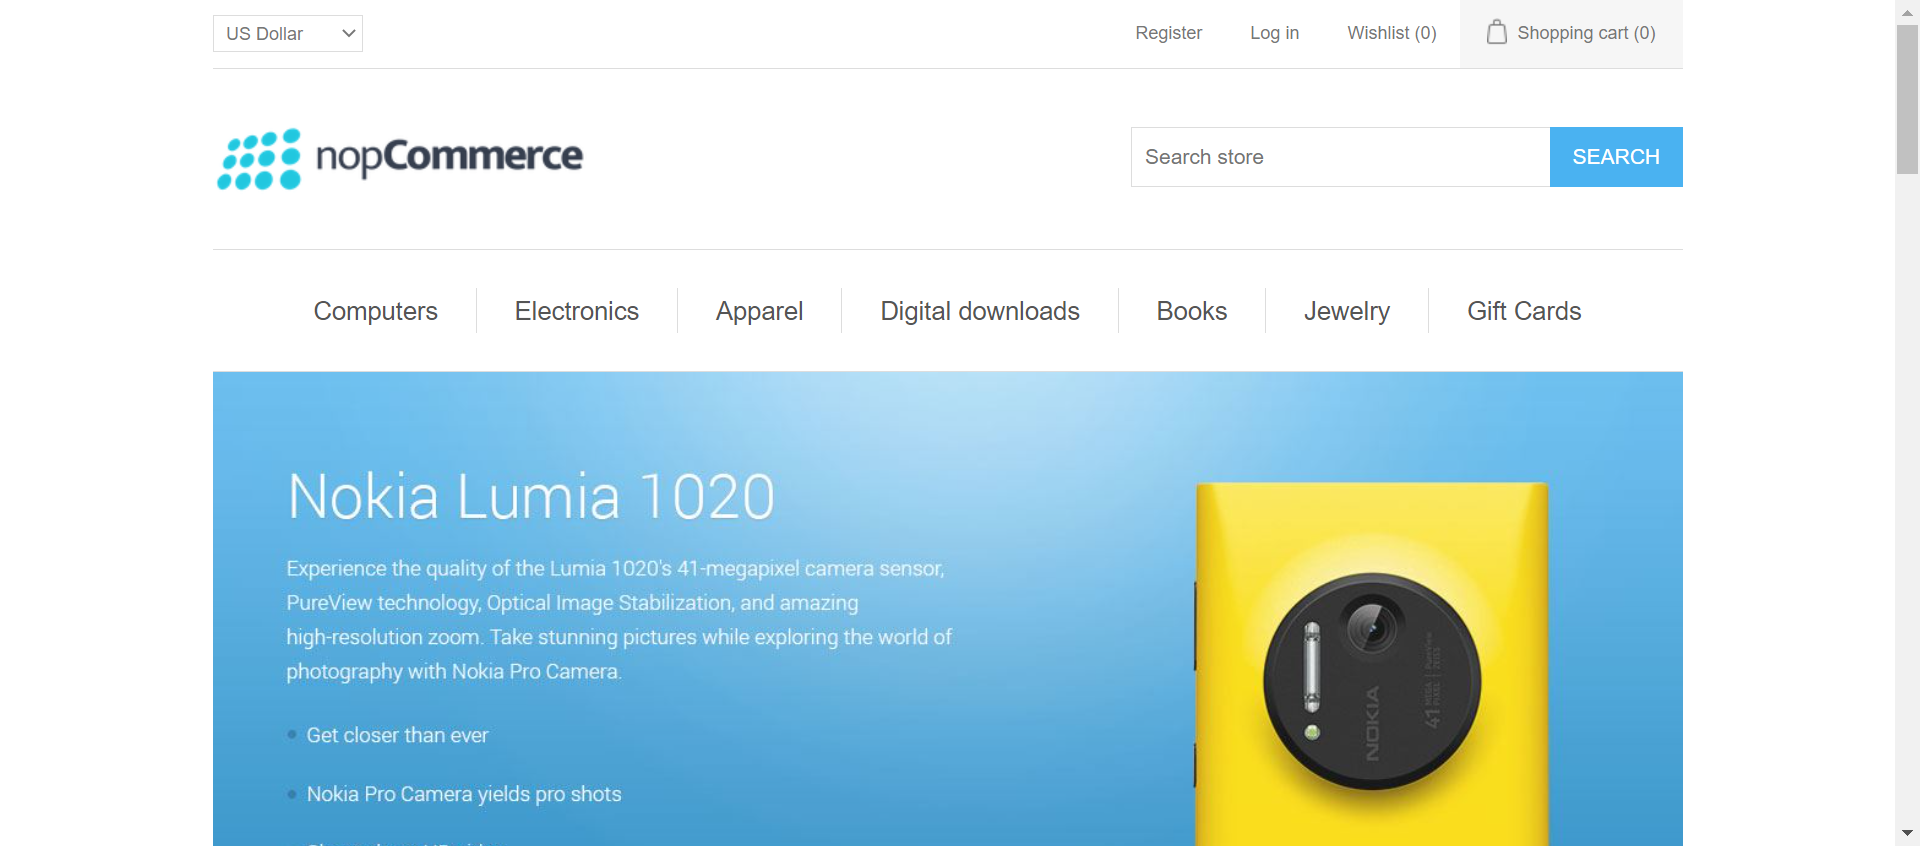 US Dollar
Register
Log in
Wishlist (0)
Shopping cart (0)
nopCommerce
Search store
SEARCH
Computers
Electronics
Apparel
Digital downloads
Books
Jewelry
Gift Cards
Nokia Lumia 1020
Experience the quality of the Lumia 1020's 41-megapixel camera sensor,
PureView technology, Optical Image Stabilization, and amazing
high-resolution zoom. Take stunning pictures while exploring the world of
photography with Nokia Pro Camera.
Get closer than ever
Nokia Pro Camera yields pro shots
NOKIA
41 MEGA PIXEL
PureView
ZEISS